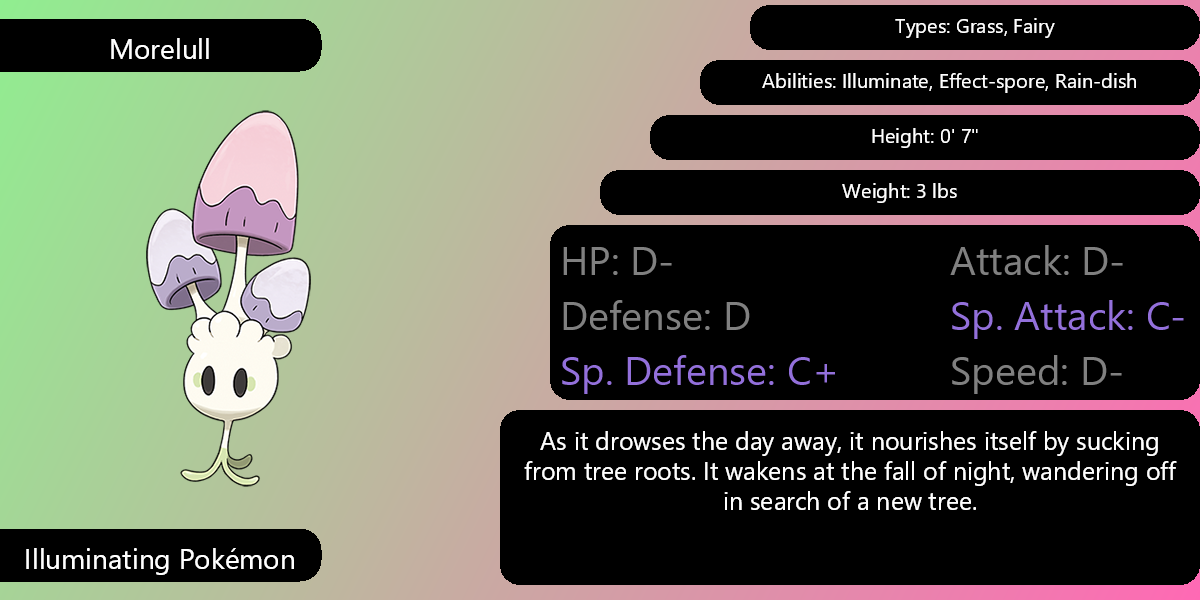 Morelull
Types: Grass, Fairy
Abilities: Illuminate, Effect-spore, Rain-dish
Height: 0' 7"
Weight: 3 lbs
HP: D-
Attack: D-
Defense: D
Sp. Attack: C-
Sp. Defense: C+
Speed: D-
As it drowses the day away, it nourishes itself by sucking
from tree roots. It wakens at the fall of night, wandering off
in search of a new tree.
Illuminating Pokémon